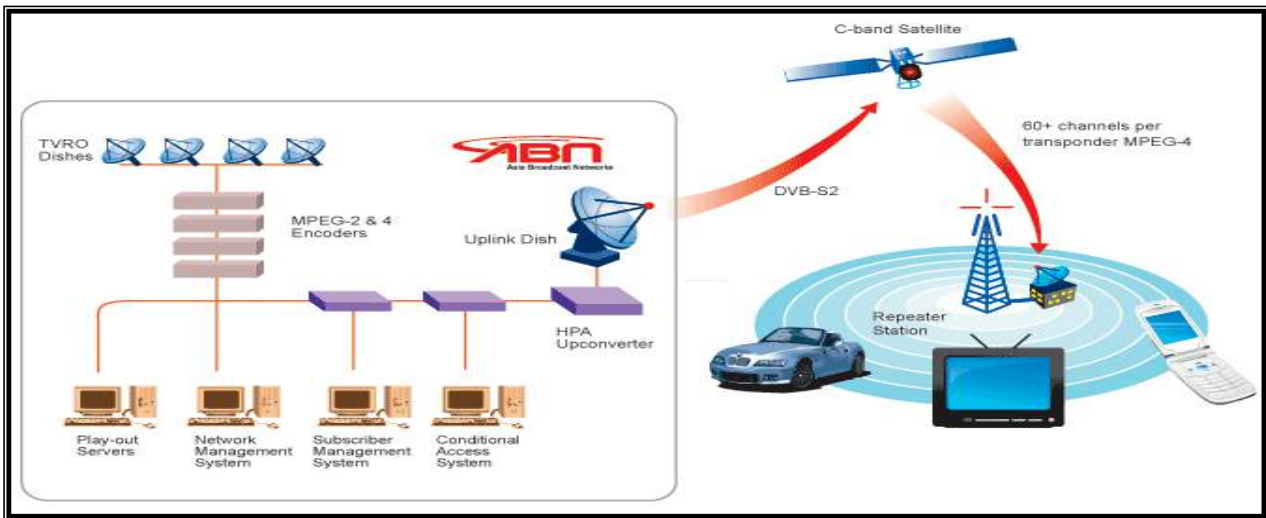 C-band Satellite
TVRO
Dishes
ABN
Asia Broadcast Networks
60+ channels per
transponder MPEG-4
DVB-S2
MPEG-2 & 4
Encoders
Uplink Dish
HPA
Upconverter
Repeater
Station
Play-out
Servers
Network
Management
System
Subscriber
Management
System
Conditional
Access
System